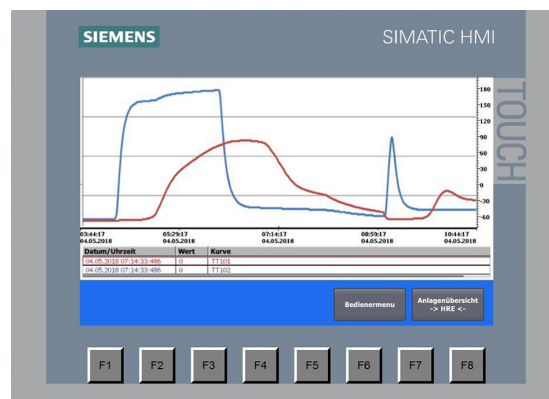 SIEMENS
SIMATIC HMI
TOUCH
180
150
120
90
60
30
0
-30
-60
03:44:17 05:29:17 07:14:17 08:59:17 10:44:17
04.05.2018 04.05.2018 04.05.2018 04.05.2018 04.05.2018
Datum/Uhrzeit Wert Kurve
04.05.2018 07:14:33:486 0 TT101
04.05.2018 07:14:33:486 0 TT102
Bedienermenu
Anlagenübersicht
-> HRE <-
F1 F2 F3 F4 F5 F6 F7 F8